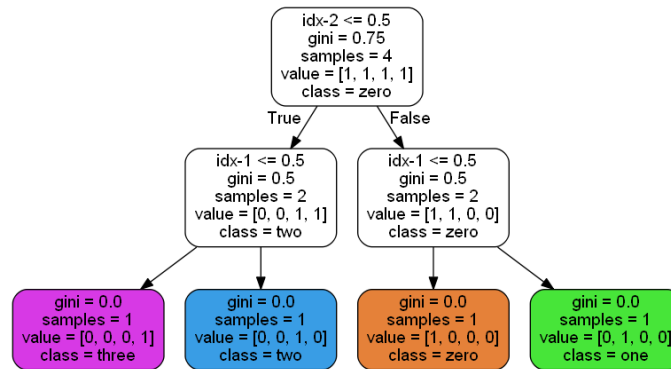 idx-2 <= 0.5
gini = 0.75
samples = 4
value = [1, 1, 1, 1]
class = zero
True
False
idx-1 <= 0.5
gini = 0.5
samples = 2
value = [0, 0, 1, 1]
class = two
idx-1 <= 0.5
gini = 0.5
samples = 2
value = [1, 1, 0, 0]
class = zero
gini = 0.0
samples = 1
value = [0, 0, 0, 1]
class = three
gini = 0.0
samples = 1
value = [0, 0, 1, 0]
class = two
gini = 0.0
samples = 1
value = [1, 0, 0, 0]
class = zero
gini = 0.0
samples = 1
value = [0, 1, 0, 0]
class = one